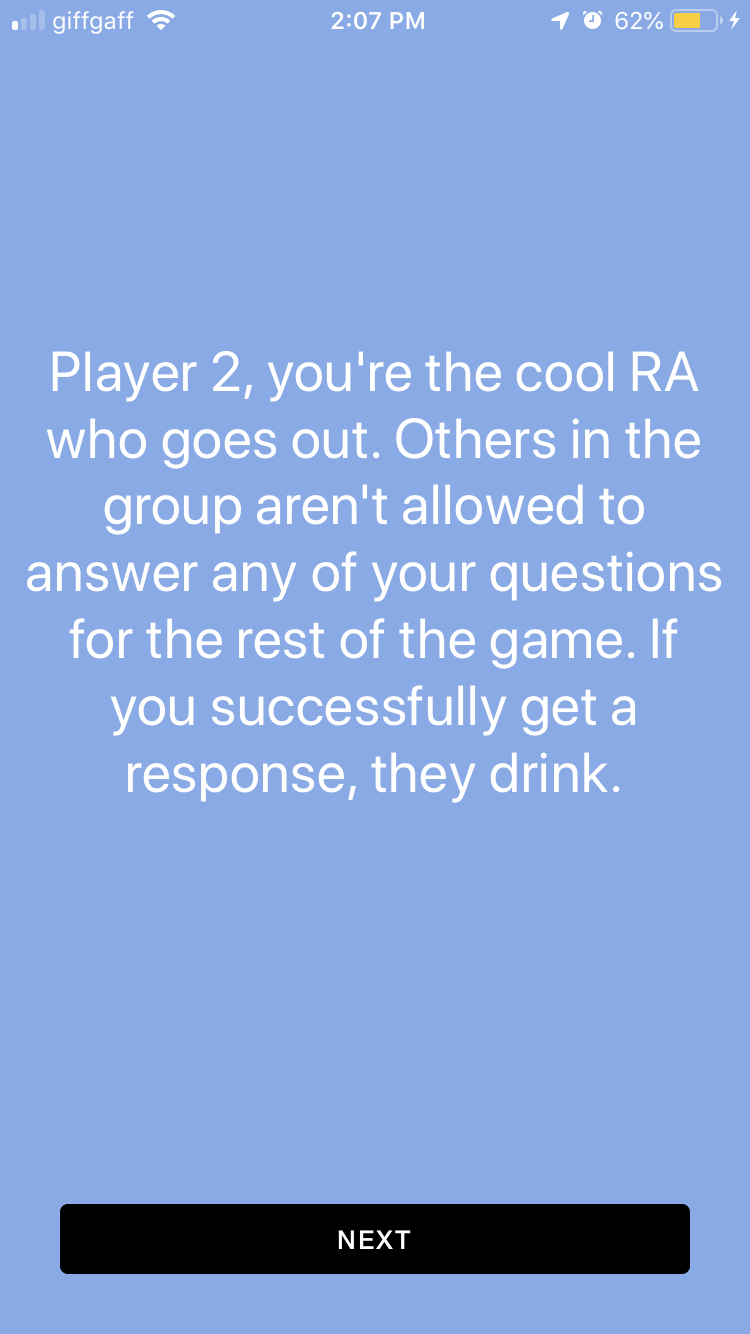 giffgaff 2:07 PM 62%
Player 2, you're the cool RA
who goes out. Others in the
group aren't allowed to
answer any of your questions
for the rest of the game. If
you successfully get a
response, they drink.
NEXT